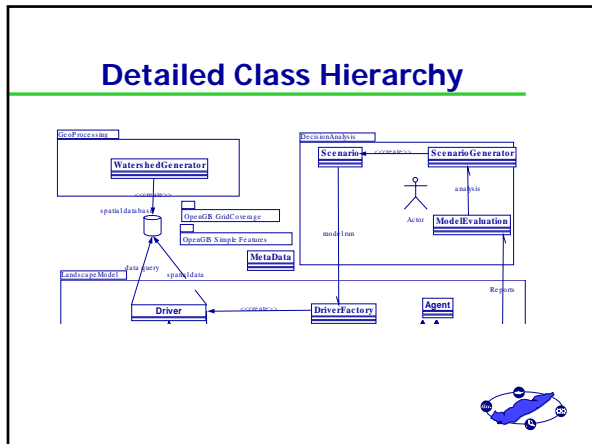 Detailed Class Hierarchy
GeoProcessing
WatershedGenerator
<<create>>
spatial database
OpenGIS GridCoverage
OpenGIS Simple Features
MetaData
DecisionAnalysis
Scenario
<<create>>
ScenarioGenerator
analysis
Actor
ModelEvaluation
model run
data query
spatial data
LandscapeModel
Reports
Driver
<<create>>
DriverFactory
Agent